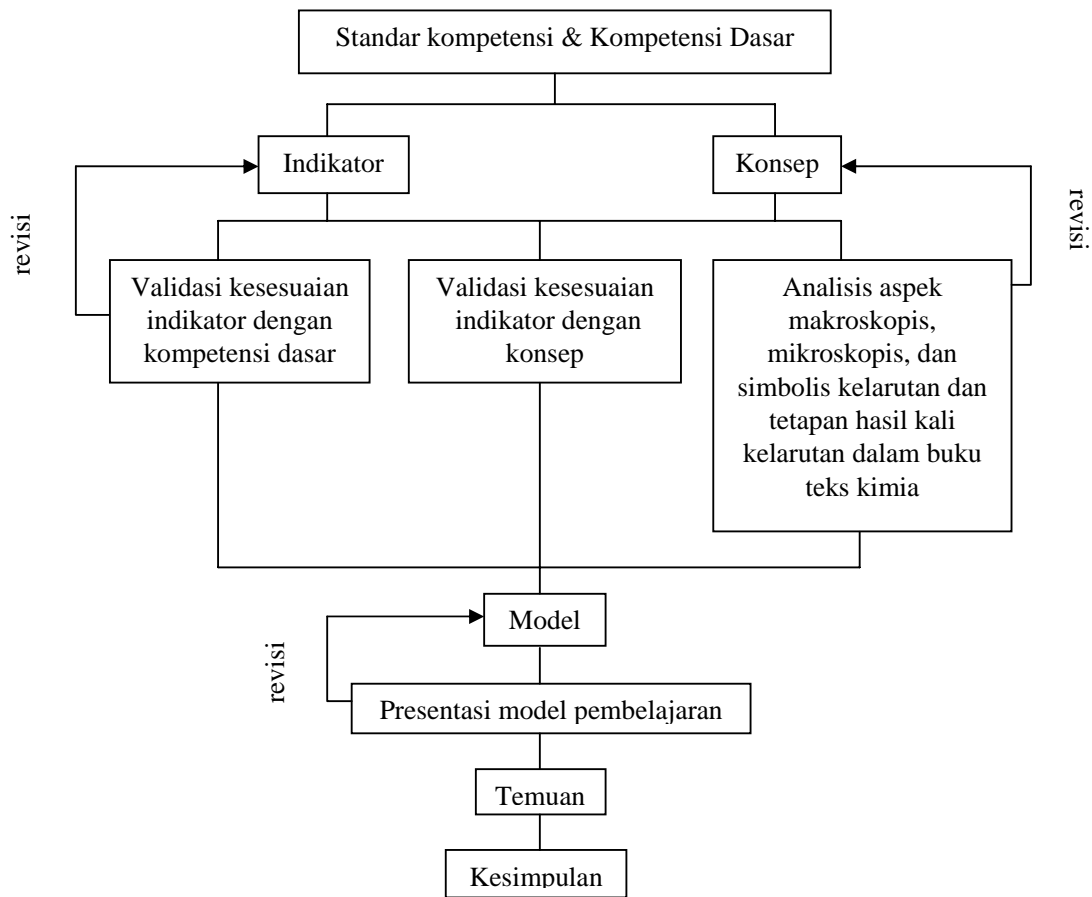 Standar kompetensi & Kompetensi Dasar
Indikator
Konsep
revisi
revisi
Validasi kesesuaian
indikator dengan
kompetensi dasar
Validasi kesesuaian
indikator dengan
konsep
Analisis aspek
makroskopis,
mikroskopis, dan
simbolis kelarutan dan
tetapan hasil kali
kelarutan dalam buku
teks kimia
Model
revisi
Presentasi model pembelajaran
Temuan
Kesimpulan